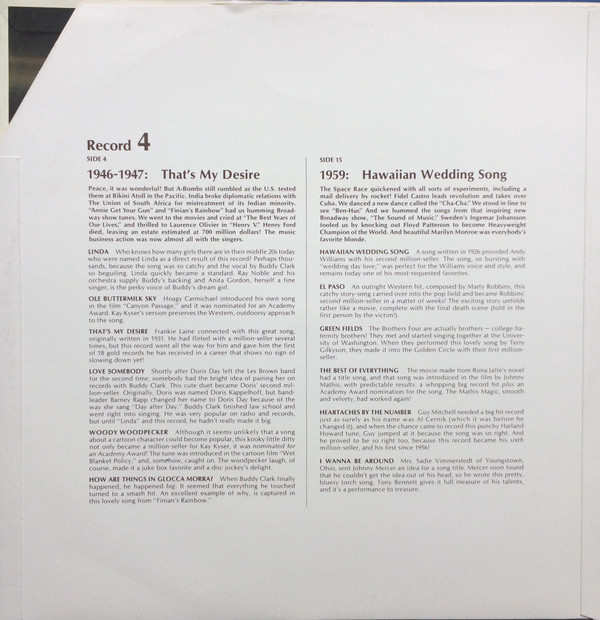 Record 4
SIDE 4
1946-1947: That's My Desire
Peace, it was wonderful! But A-Bombs still rumbled as the U.S. tested
them at Bikini Atoll in the Pacific. India broke diplomatic relations with
The Union of South Africa for mistreatment of its Indian minority.
"Annie Get Your Gun" and "Finian's Rainbow" had us humming Broad-
way show tunes. We went to the movies and cried at "The Best Years of
Our Lives," and thrilled to Laurence Olivier in "Henry V." Henry Ford
died, leaving an estate estimated at 700 million dollars! The music
business action was now almost all with the singers.
LINDA Who knows how many girls there are in their middle 20s today
who were named Linda as a direct result of this record? Perhaps thou-
sands, because the song was so catchy and the vocal by Buddy Clark
so beguiling. Linda quickly became a standard. Ray Noble and his
orchestra supply Buddy's backing and Anita Gordon, herself a fine
singer, is the perky voice of Buddy's dream girl.
OLE BUTTERMILK SKY Hoagy Carmichael introduced his own song
in the film "Canyon Passage," and it was nominated for an Academy
Award. Kay Kyser's version preserves the Western, outdoorsy approach
to the song.
THAT'S MY DESIRE Frankie Laine connected with this great song,
originally written in 1931. He had flirted with a million-seller several
times, but this record went all the way for him and gave him the first
of 18 gold records he has received in a career that shows no sign of
slowing down yet!
LOVE SOMEBODY Shortly after Doris Day left the Les Brown band
for the second time, somebody had the bright idea of pairing her on
records with Buddy Clark. This cute duet became Doris' second mil-
lion-seller. Originally, Doris was named Doris Kappelhoff, but band-
leader Barney Rapp changed her name to Doris Day because of the
way she sang "Day after Day." Buddy Clark finished law school and
went right into singing. He was very popular on radio and records,
but until "Linda" and this record, he hadn't really made it big.
WOODY WOODPECKER Although it seems unlikely that a song
about a cartoon character could become popular, this kooky little ditty
not only became a million-seller for Kay Kyser, it was nominated for
an Academy Award! The tune was introduced in the cartoon film "Wet
Blanket Policy," and, somehow, caught on. The woodpecker laugh, of
course, made it a juke box favorite and a disc jockey's delight.
HOW ARE THINGS IN GLOCCA MORRA? When Buddy Clark finally
happened, he happened big. It seemed that everything he touched
turned to a smash hit. An excellent example of why, is captured in
this lovely song from "Finian's Rainbow."
SIDE 15
1959: Hawaiian Wedding Song
The Space Race quickened with all sorts of experiments, including a
mail delivery by rocket! Fidel Castro leads revolution and takes over
Cuba. We danced a new dance called the "Cha-Cha." We stood in line to
see "Ben-Hur." And we hummed the songs from that inspiring new
Broadway show, "The Sound of Music." Sweden's Ingemar Johansson
fooled us by knocking out Floyd Patterson to become Heavyweight
Champion of the World. And beautiful Marilyn Monroe was everybody's
favorite blonde.
HAWAIIAN WEDDING SONG A song written in 1926 provided Andy
Williams with his second million-seller. The song, so bursting with
"wedding day love," was perfect for the Williams voice and style, and
remains today one of his most-requested favorites.
EL PASO An outright Western hit, composed by Marty Robbins, this
catchy story-song carried over into the pop field and became Robbins'
second million-seller in a matter of weeks! The exciting story unfolds
rather like a movie, complete with the final death scene (told in the
first person by the victim!).
GREEN FIELDS The Brothers Four are actually brothers — college fra-
ternity brothers! They met and started singing together at the Univer-
sity of Washington. When they performed this lovely song by Terry
Gilkyson, they made it into the Golden Circle with their first million-
seller.
THE BEST OF EVERYTHING The movie made from Rona Jaffe's novel
had a title song, and that song was introduced in the film by Johnny
Mathis, with predictable results: a whopping big record hit plus an
Academy Award nomination for the song. The Mathis Magic, smooth
and velvety, had worked again!
HEARTACHES BY THE NUMBER Guy Mitchell needed a big hit record
just as surely as his name was Al Cernik (which it was before he
changed it), and when the chance came to record this punchy Harland
Howard tune, Guy jumped at it because the song was so right! And
he proved to be so right too, because this record became his sixth
million-seller, and his first since 1956!
I WANNA BE AROUND Mrs. Sadie Vimmerstedt of Youngstown,
Ohio, sent Johnny Mercer an idea for a song title. Mercer soon found
that he couldn't get the idea out of his head, so he wrote this pretty,
bluesy torch song. Tony Bennett gives it full measure of his talents,
and it's a performance to treasure.